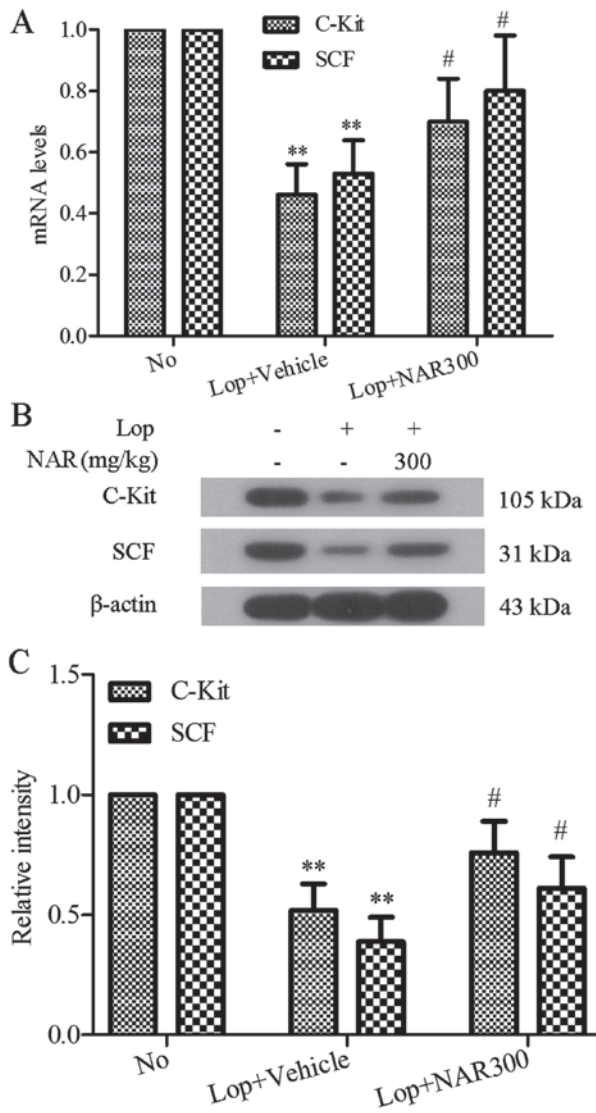 A
C-Kit
SCF
mRNA levels
1.0
0.8
0.6
0.4
0.2
0.0
** **
# #
No Lop+Vehicle Lop+NAR300
B
Lop - + +
NAR (mg/kg) - - 300
C-Kit 105 kDa
SCF 31 kDa
β-actin 43 kDa
C
C-Kit
SCF
Relative intensity
1.5
1.0
0.5
0.0
** **
# #
No Lop+Vehicle Lop+NAR300